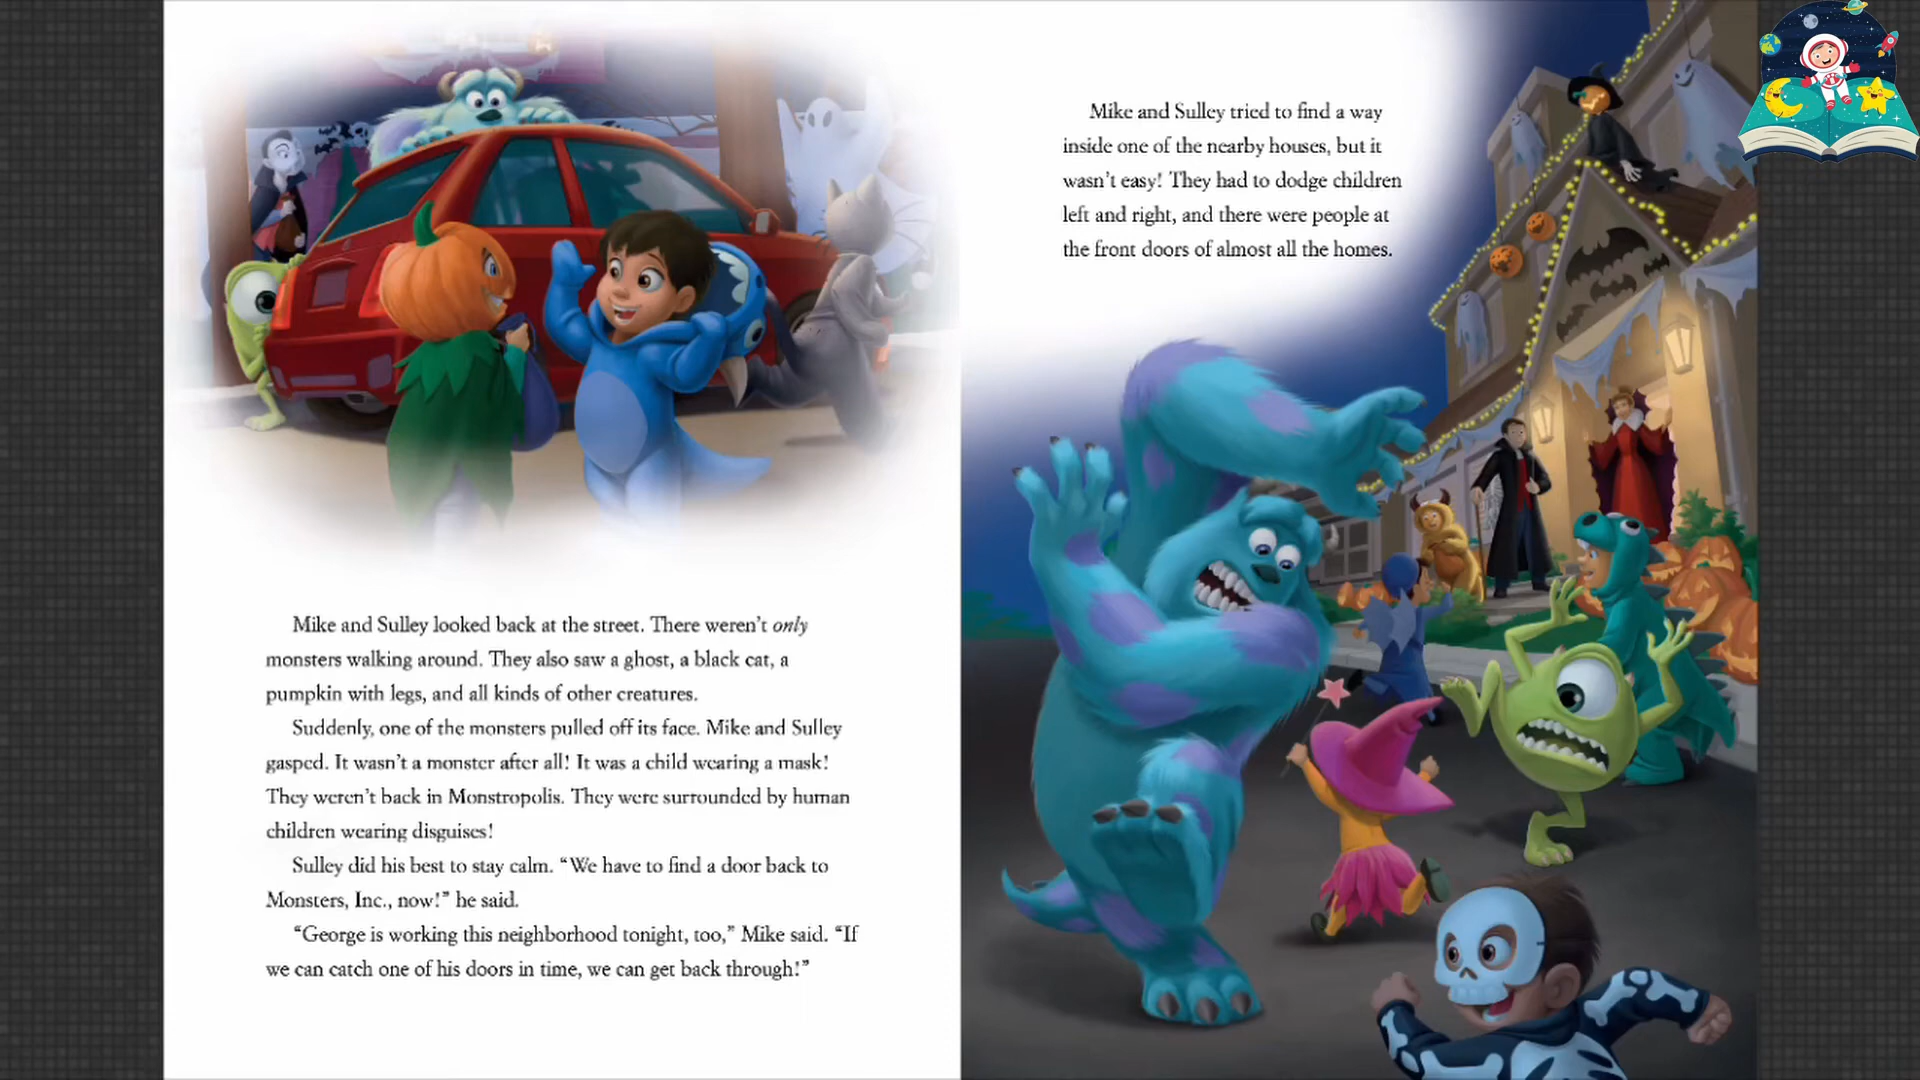 Mike and Sulley looked back at the street. There weren't only
monsters walking around. They also saw a ghost, a black cat, a
pumpkin with legs, and all kinds of other creatures.
Suddenly, one of the monsters pulled off its face. Mike and Sulley
gasped. It wasn't a monster after all! It was a child wearing a mask!
They weren't back in Monstropolis. They were surrounded by human
children wearing disguises!
Sulley did his best to stay calm. “We have to find a door back to
Monsters, Inc., now!” he said.
“George is working this neighborhood tonight, too,” Mike said. “If
we can catch one of his doors in time, we can get back through!”
Mike and Sulley tried to find a way
inside one of the nearby houses, but it
wasn't easy! They had to dodge children
left and right, and there were people at
the front doors of almost all the homes.